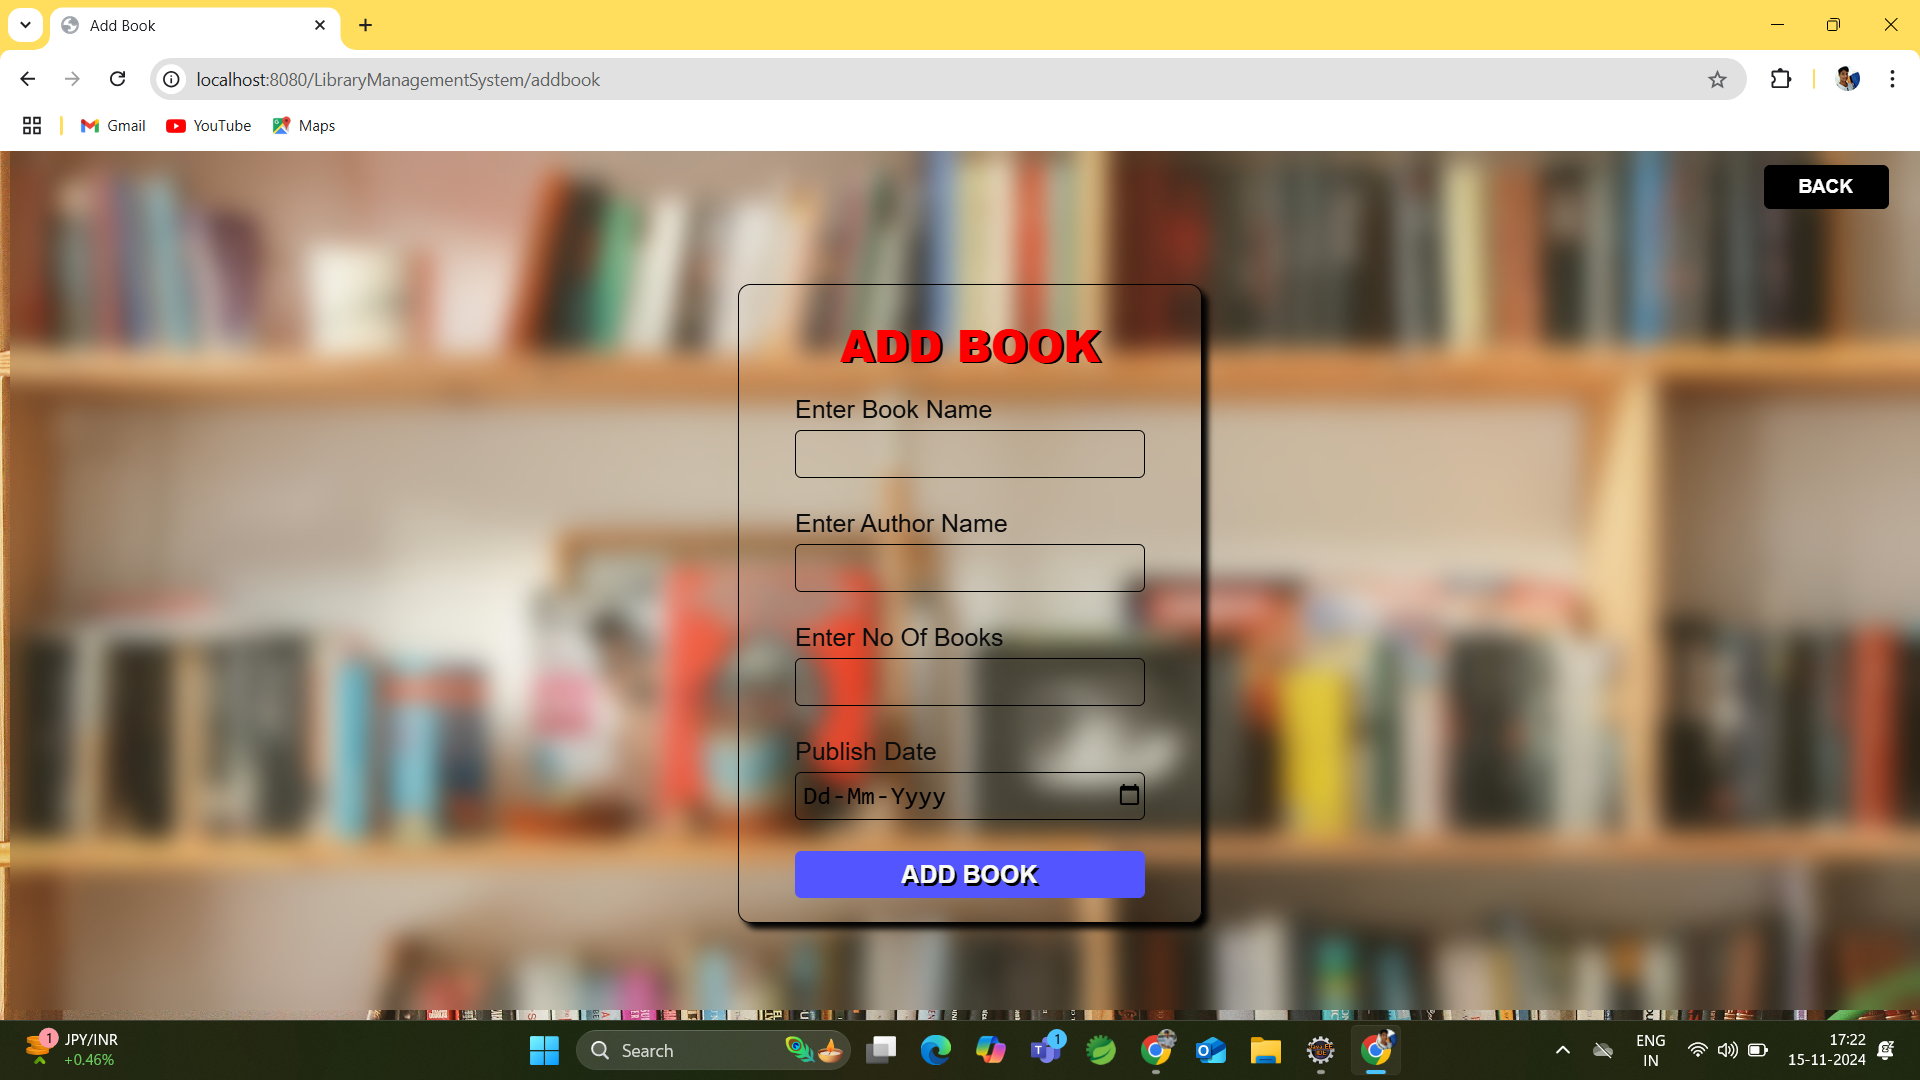 Add Book
localhost:8080/LibraryManagementSystem/addbook
Gmail
YouTube
Maps
BACK
ADD BOOK
Enter Book Name
Enter Author Name
Enter No Of Books
Publish Date
Dd-Mm-Yyyy
ADD BOOK
1
JPY/INR
+0.46%
Search
1
ENG
IN
17:22
15-11-2024